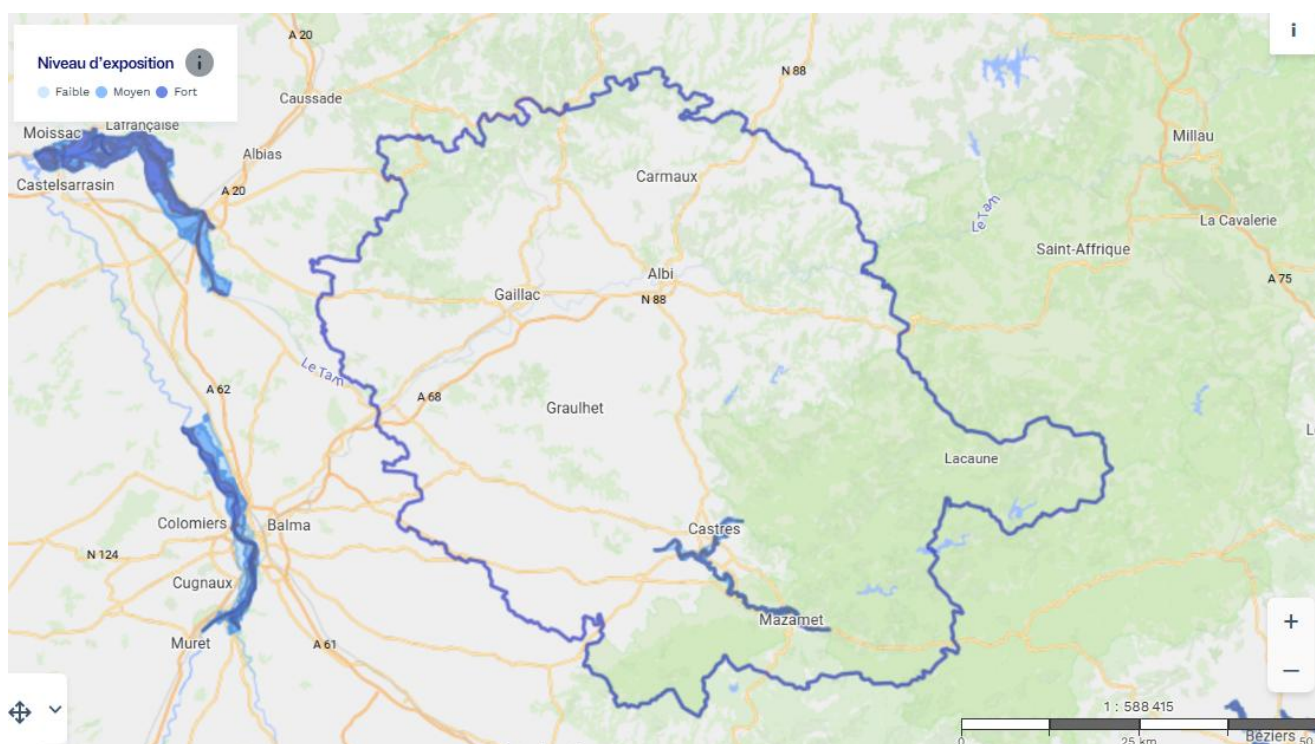 Niveau d'exposition i
Faible Moyen Fort
i
A 20
Caussade
N 88
Moissac
Lafrançaise
Albias
Castelsarrasin
A 20
Millau
Carmaux
La Cavalerie
Le Tarn
Saint-Affrique
A 75
Albi
Gaillac
N 88
Le Tarn
A 62
A 68
Graulhet
Lacaune
Colomiers
Balma
Castres
N 124
Cugnaux
Mazamet
Muret
A 61
+
−
1 : 588 415
0 25 km 50
Béziers